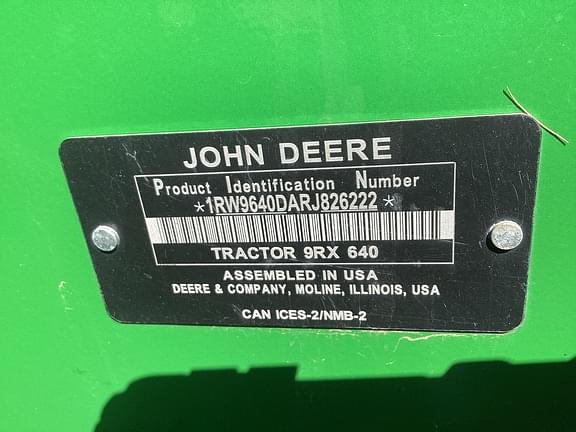 JOHN DEERE
Product Identification Number
*1RW9640DARJ826222*
TRACTOR 9RX 640
ASSEMBLED IN USA
DEERE & COMPANY, MOLINE, ILLINOIS, USA
CAN ICES-2/NMB-2